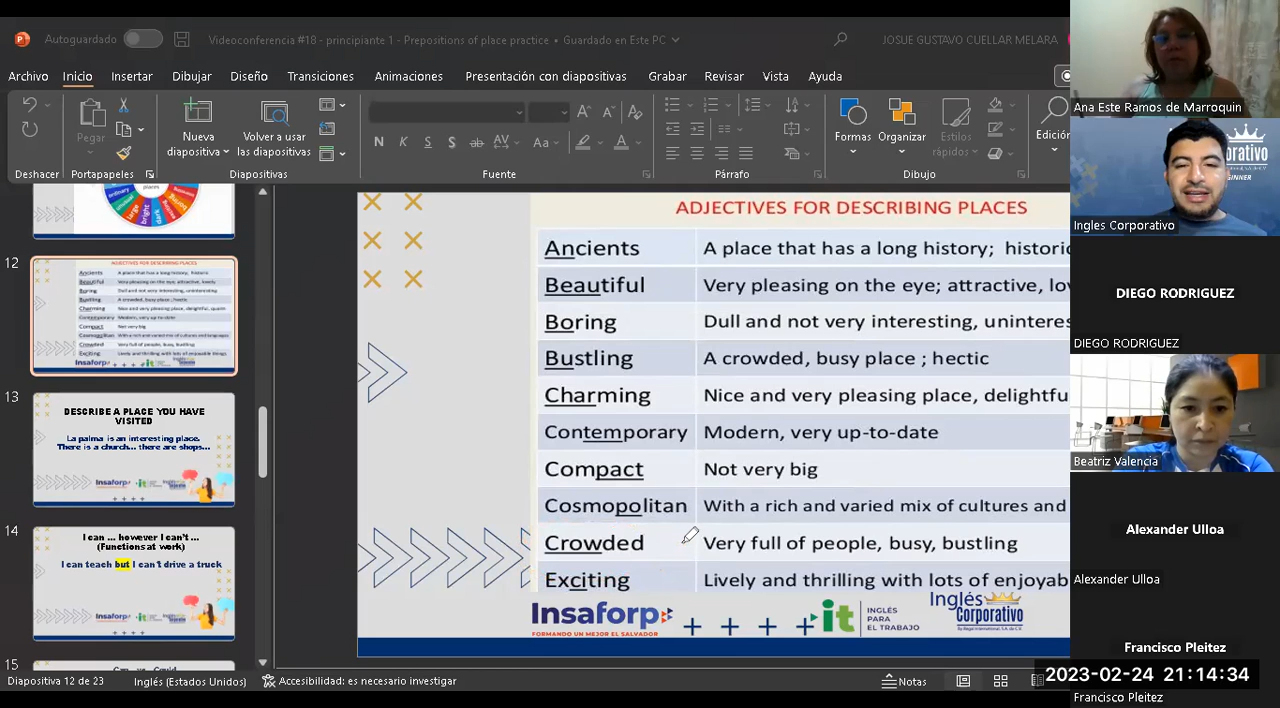 Autoguardado
Videoconferencia #18 - principiante 1 - Prepositions of place practice • Guardado en Este PC
JOSUE GUSTAVO CUELLAR MELARA
Archivo Inicio Insertar Dibujar Diseño Transiciones Animaciones Presentación con diapositivas Grabar Revisar Vista Ayuda
Pegar
Nueva diapositiva
Volver a usar las diapositivas
N K S S ab AV Aa A
Formas Organizar Estilos rápidos Edición
Deshacer Portapapeles Diapositivas Fuente Párrafo Dibujo
12
13
DESCRIBE A PLACE YOU HAVE
VISITED
La palma is an interesting place.
There is a church... there are shops...
14
I can ... however I can't ...
(Functions at work)
I can teach but I can't drive a truck
15
ADJECTIVES FOR DESCRIBING PLACES
Ancients A place that has a long history; historic
Beautiful Very pleasing on the eye; attractive, lov
Boring Dull and not very interesting, uninteres
Bustling A crowded, busy place ; hectic
Charming Nice and very pleasing place, delightfu
Contemporary Modern, very up-to-date
Compact Not very big
Cosmopolitan With a rich and varied mix of cultures and
Crowded Very full of people, busy, bustling
Exciting Lively and thrilling with lots of enjoyab
Insaforp
FORMANDO UN MEJOR EL SALVADOR
it
INGLÉS
PARA
EL TRABAJO
Inglés
Corporativo
Diapositiva 12 de 23 Inglés (Estados Unidos) Accesibilidad: es necesario investigar Notas
Ana Este Ramos de Marroquin
Ingles Corporativo
DIEGO RODRIGUEZ
DIEGO RODRIGUEZ
Beatriz Valencia
Alexander Ulloa
Alexander Ulloa
Francisco Pleitez
2023-02-24 21:14:34
Francisco Pleitez